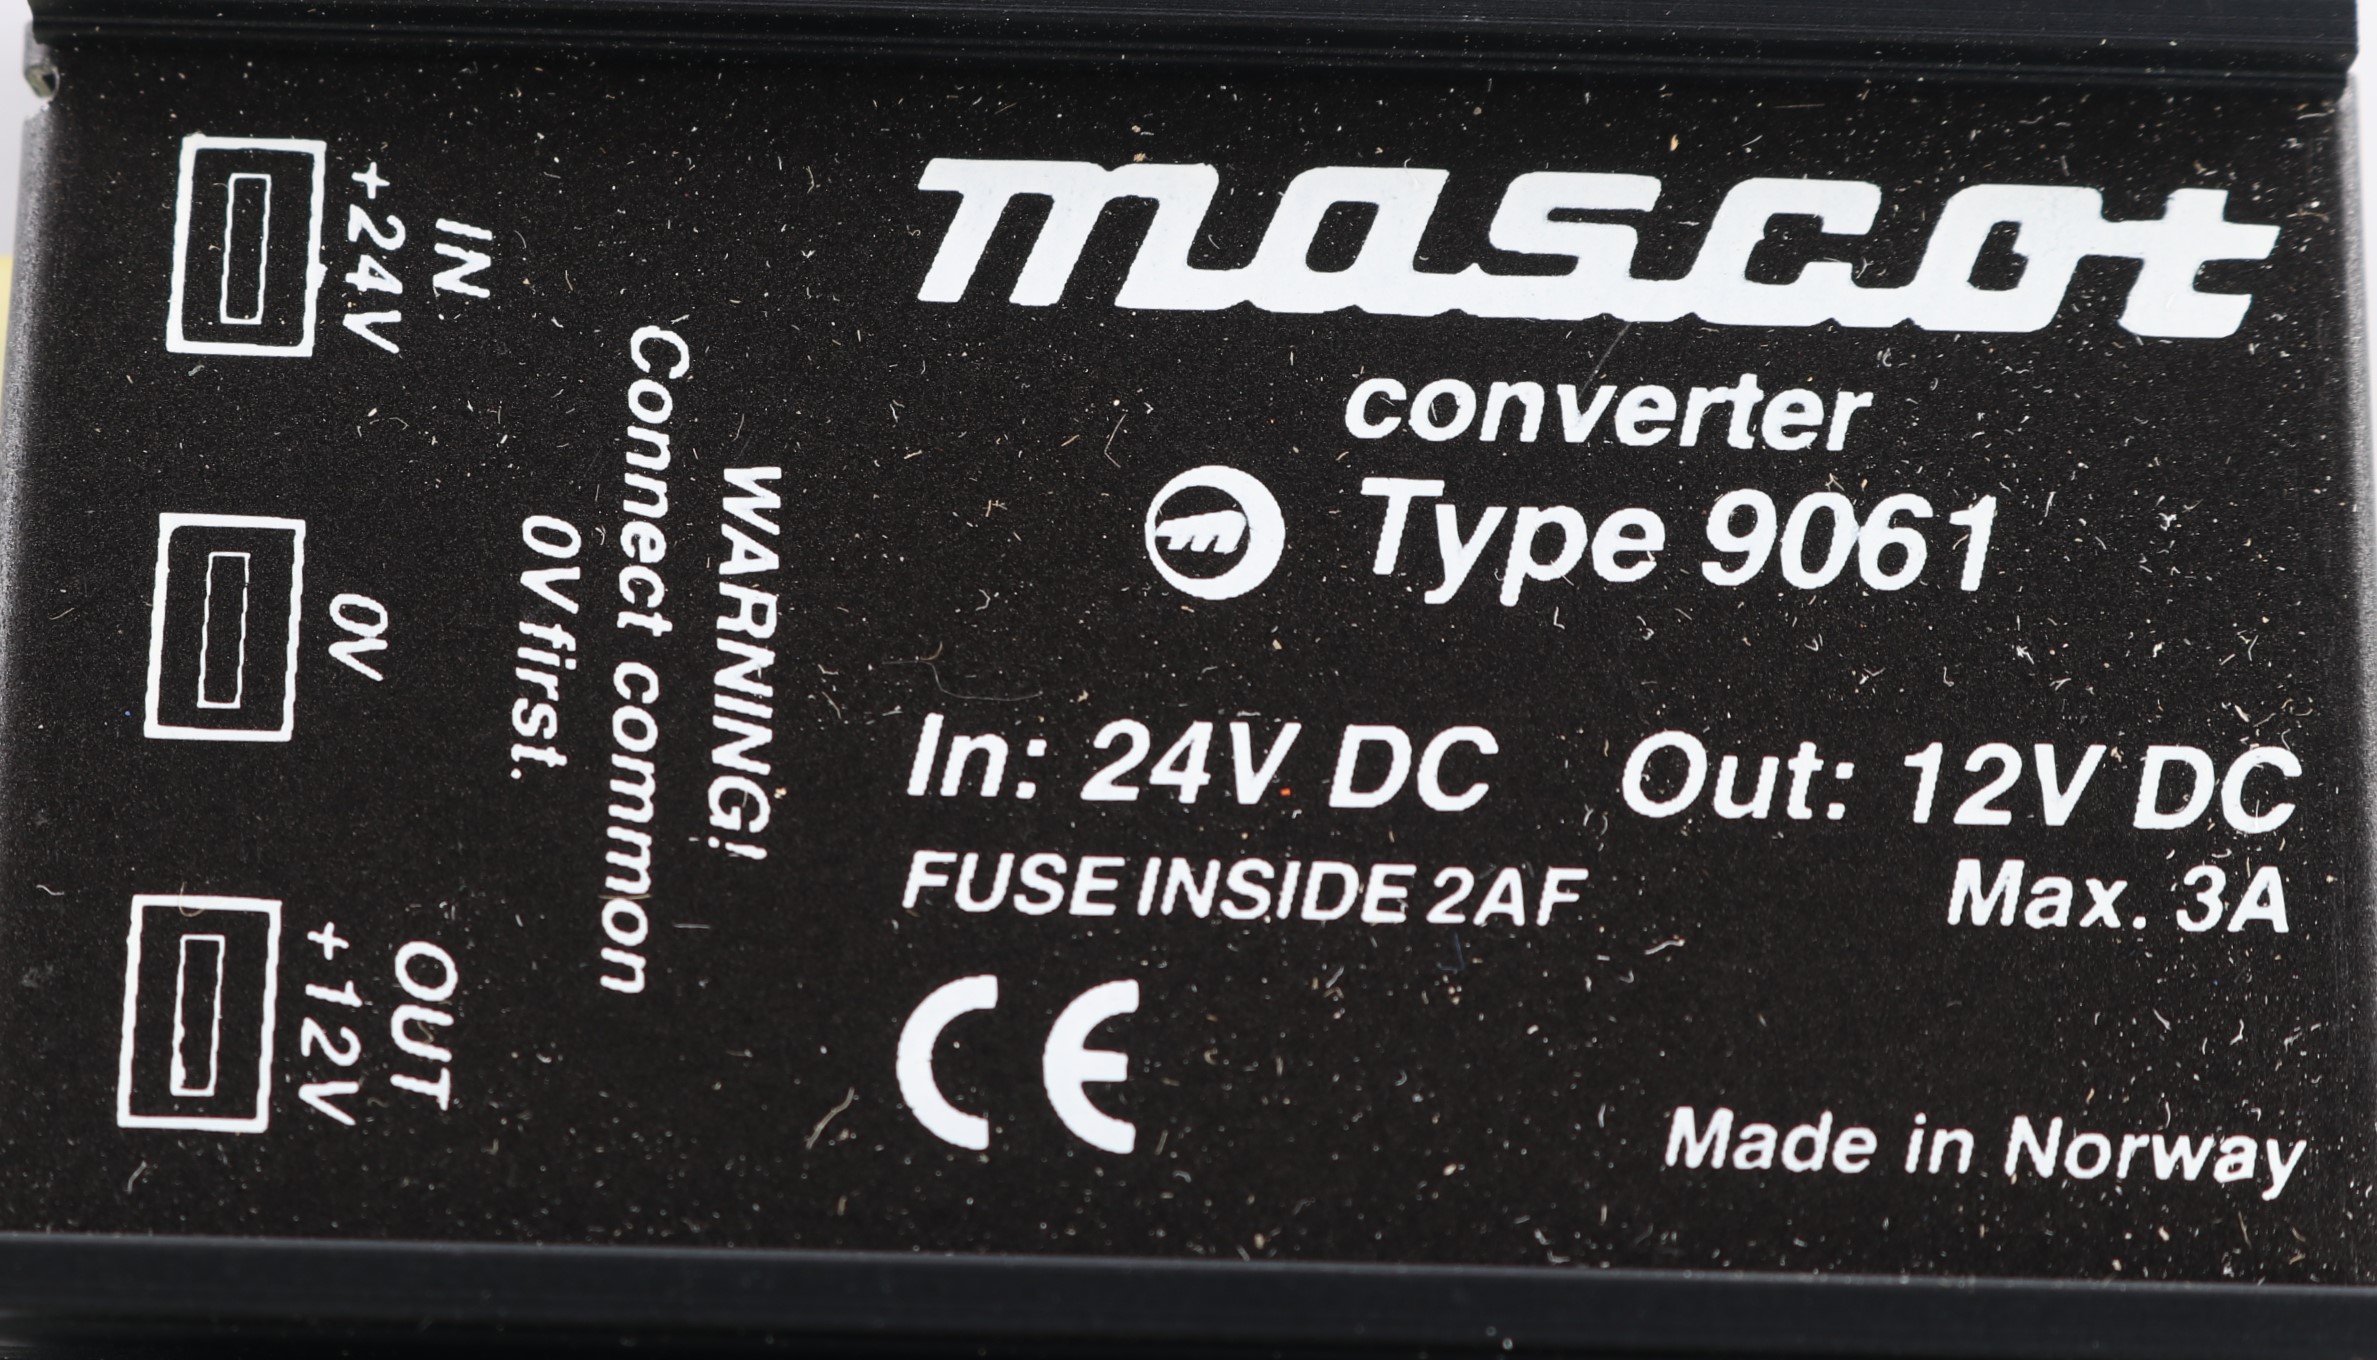 mascot
converter
m Type 9061
In: 24V DC Out: 12V DC
FUSE INSIDE 2AF Max. 3A
CE
Made in Norway
WARNING!
Connect common
0V first.
IN
+24V
0V
OUT
+12V